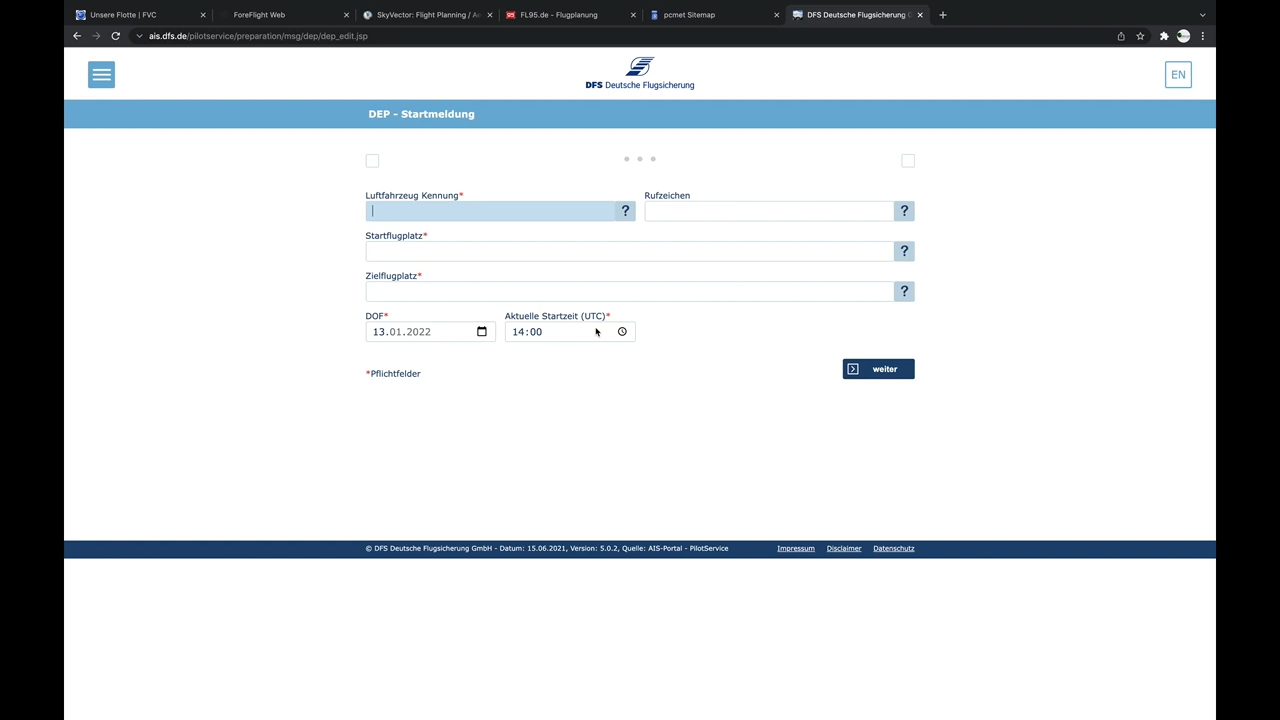 Unsere Flotte | FVC
ForeFlight Web
SkyVector: Flight Planning / Ae
FL95.de - Flugplanung
pcmet Sitemap
DFS Deutsche Flugsicherung G
ais.dfs.de/pilotservice/preparation/msg/dep/dep_edit.jsp
DFS Deutsche Flugsicherung
EN
DEP - Startmeldung
Luftfahrzeug Kennung*
Rufzeichen
?
?
Startflugplatz*
?
Zielflugplatz*
?
DOF*
Aktuelle Startzeit (UTC)*
13.01.2022
14:00
*Pflichtfelder
weiter
© DFS Deutsche Flugsicherung GmbH - Datum: 15.06.2021, Version: 5.0.2, Quelle: AIS-Portal - PilotService
Impressum
Disclaimer
Datenschutz